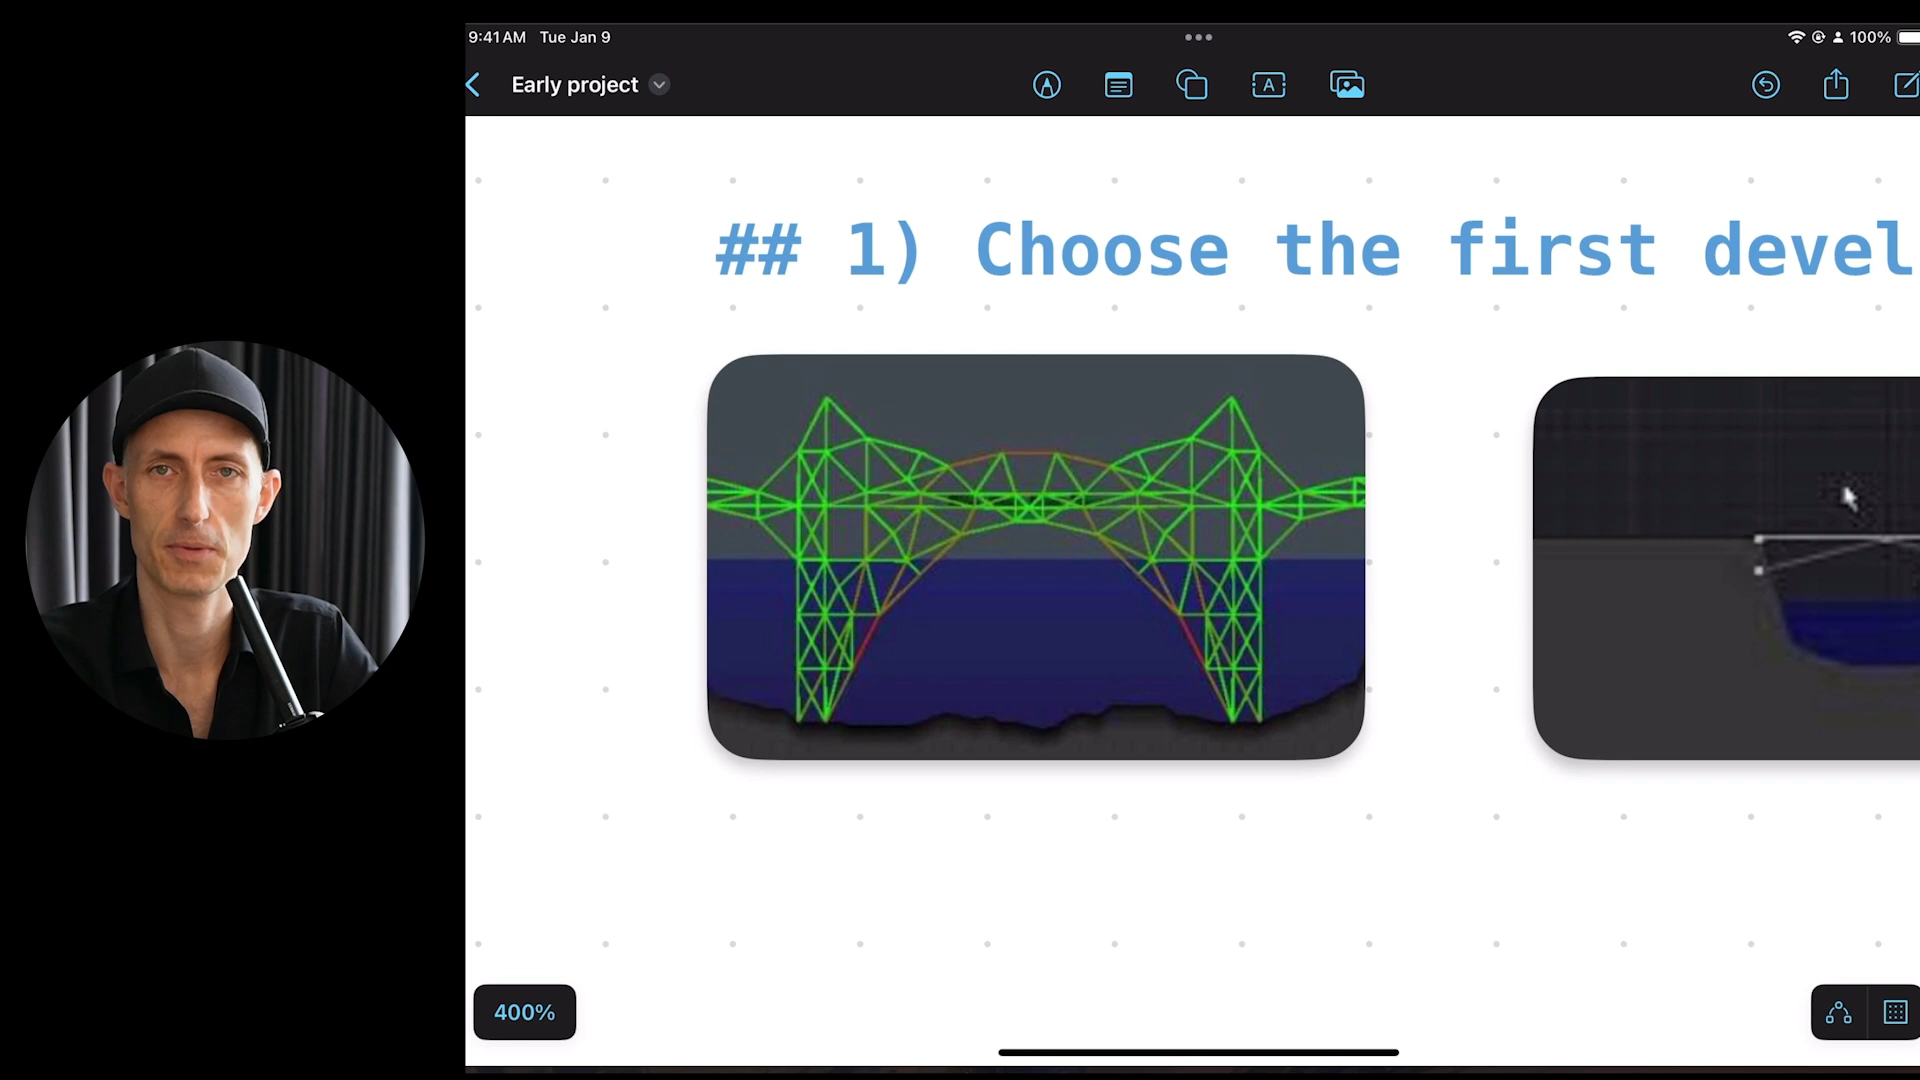 9:41 AM Tue Jan 9
100%
Early project
A
## 1) Choose the first devel
400%